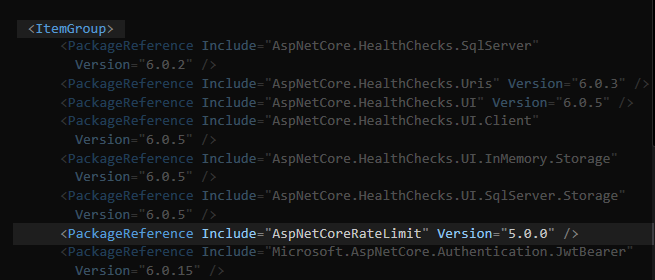 <ItemGroup>
<PackageReference Include="AspNetCore.HealthChecks.SqlServer"
Version="6.0.2" />
<PackageReference Include="AspNetCore.HealthChecks.Uris" Version="6.0.3" />
<PackageReference Include="AspNetCore.HealthChecks.UI" Version="6.0.5" />
<PackageReference Include="AspNetCore.HealthChecks.UI.Client"
Version="6.0.5" />
<PackageReference Include="AspNetCore.HealthChecks.UI.InMemory.Storage"
Version="6.0.5" />
<PackageReference Include="AspNetCore.HealthChecks.UI.SqlServer.Storage"
Version="6.0.5" />
<PackageReference Include="AspNetCoreRateLimit" Version="5.0.0" />
<PackageReference Include="Microsoft.AspNetCore.Authentication.JwtBearer"
Version="6.0.15" />